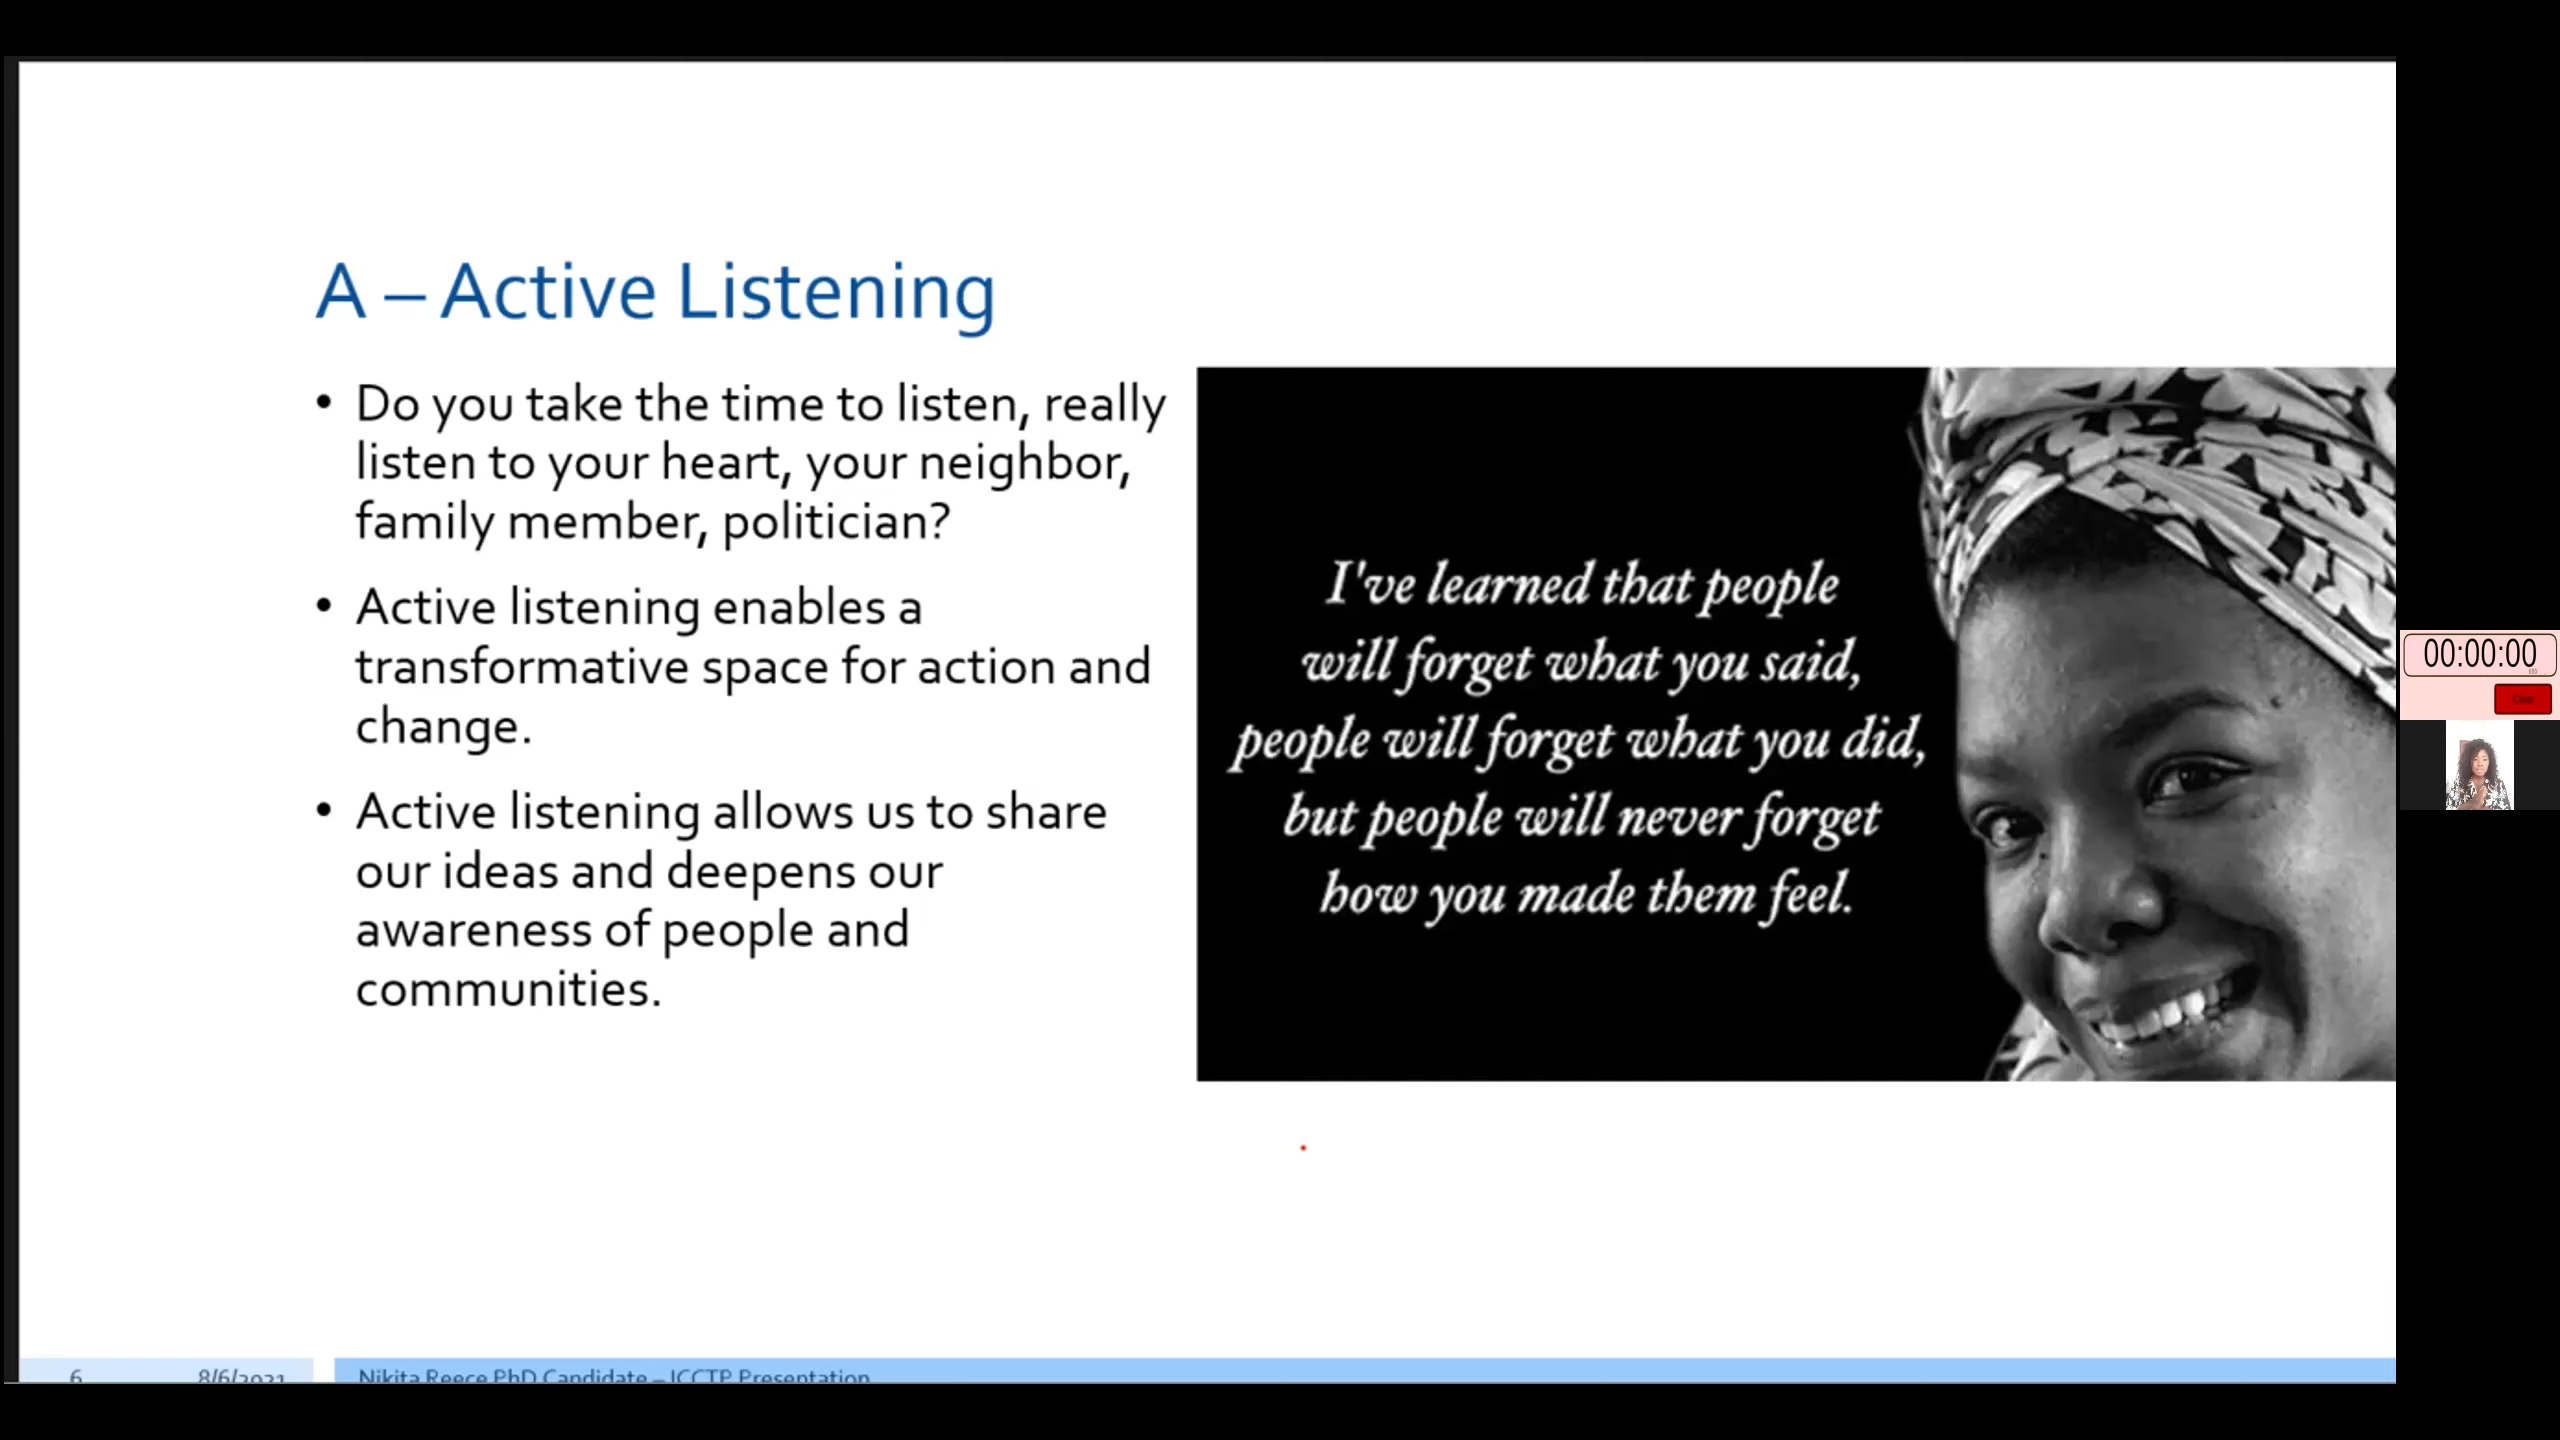 A – Active Listening
• Do you take the time to listen, really
listen to your heart, your neighbor,
family member, politician?
• Active listening enables a
transformative space for action and
change.
• Active listening allows us to share
our ideas and deepens our
awareness of people and
communities.
I've learned that people
will forget what you said,
people will forget what you did,
but people will never forget
how you made them feel.
00:00:00
6
8/6/2021
Nikita Reece PhD Candidate – ICCTP Presentation